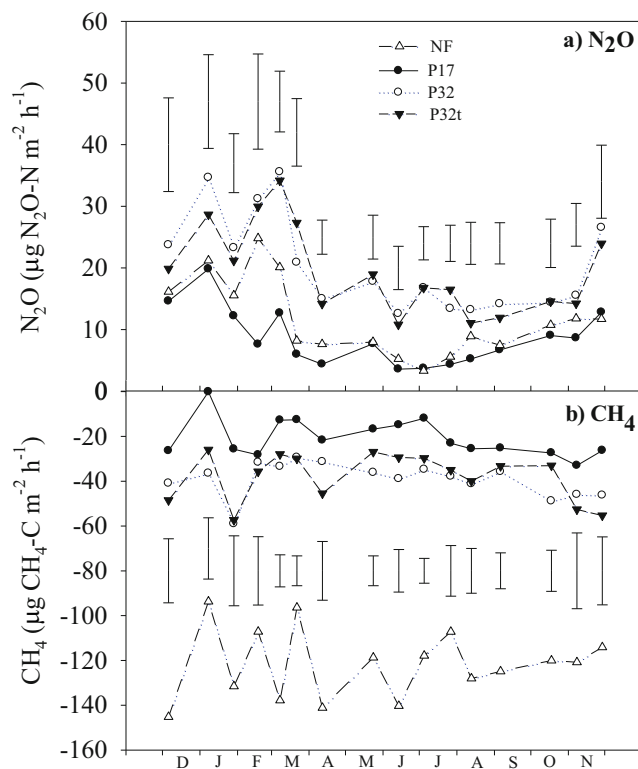 60
50
40
30
20
10
0
N₂O (µg N₂O-N m⁻² h⁻¹)
a) N₂O
NF
P17
P32
P32t
0
-20
-40
-60
-80
-100
-120
-140
-160
CH₄ (µg CH₄-C m⁻² h⁻¹)
b) CH₄
D J F M A M J J A S O N